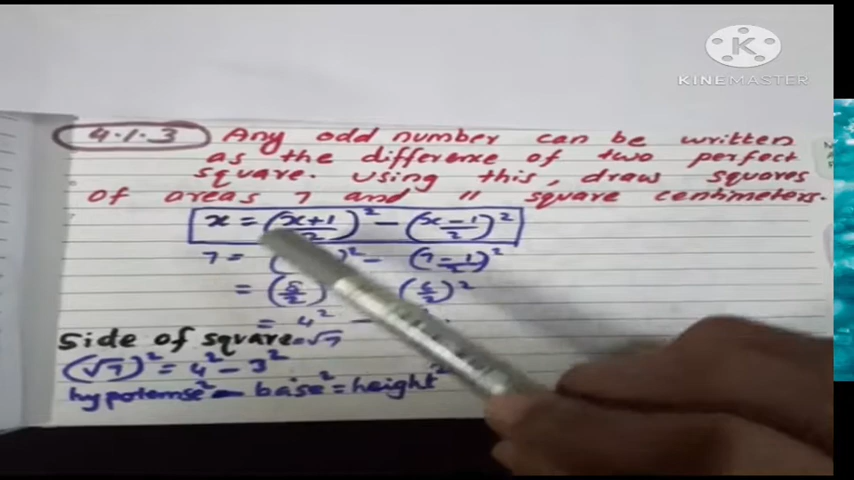 KINEMASTER
4.1.3 Any odd number can be written
as the difference of two perfect
square. Using this, draw squares
of areas 7 and 11 square centimeters.
x = (x+1/2)² - (x-1/2)²
7 = ( )² - (7-1/2)²
= (8/2) (6/2)²
= 4² -
Side of square = √7
(√7)² = 4² - 3²
hypotemse² - base² = height²